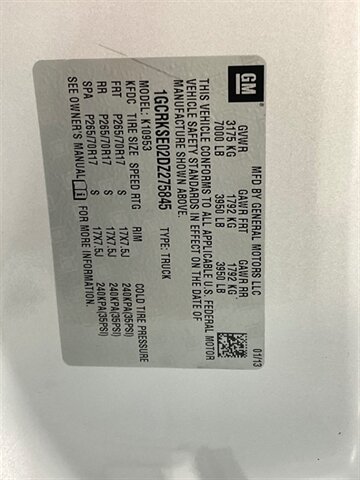 GM
MFD BY GENERAL MOTORS LLC 01/13
GVWR GAWR FRT GAWR RR
3175 KG 1792 KG 1792 KG
7000 LB 3950 LB 3950 LB
THIS VEHICLE CONFORMS TO ALL APPLICABLE U.S. FEDERAL MOTOR
VEHICLE SAFETY STANDARDS IN EFFECT ON THE DATE OF
MANUFACTURE SHOWN ABOVE.
1GCRKSE02DZ275845 TYPE: TRUCK
MODEL: K10953
KFDC TIRE SIZE SPEED RTG RIM COLD TIRE PRESSURE
FRT P265/70R17 S 17X7.5J 240KPA(35PSI)
RR P265/70R17 S 17X7.5J 240KPA(35PSI)
SPA P265/70R17 S 17X7.5J 240KPA(35PSI)
SEE OWNER'S MANUAL FOR MORE INFORMATION.